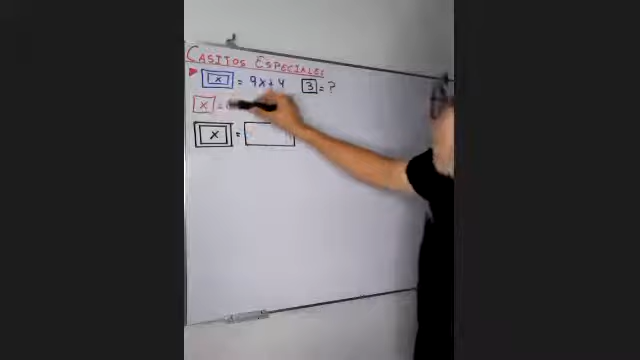 CASITOS ESPECIALES
x = 9x+4 3 = ?
x =
x =